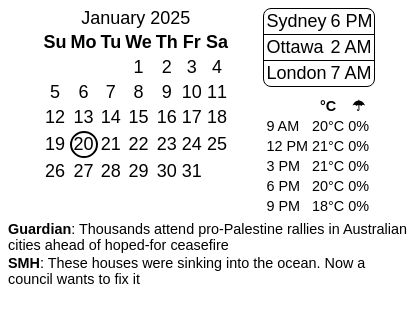 January 2025
Su Mo Tu We Th Fr Sa
1 2 3 4
5 6 7 8 9 10 11
12 13 14 15 16 17 18
19 20 21 22 23 24 25
26 27 28 29 30 31
Sydney 6 PM
Ottawa 2 AM
London 7 AM
°C ☂
9 AM 20°C 0%
12 PM 21°C 0%
3 PM 21°C 0%
6 PM 20°C 0%
9 PM 18°C 0%
Guardian: Thousands attend pro-Palestine rallies in Australian
cities ahead of hoped-for ceasefire
SMH: These houses were sinking into the ocean. Now a
council wants to fix it